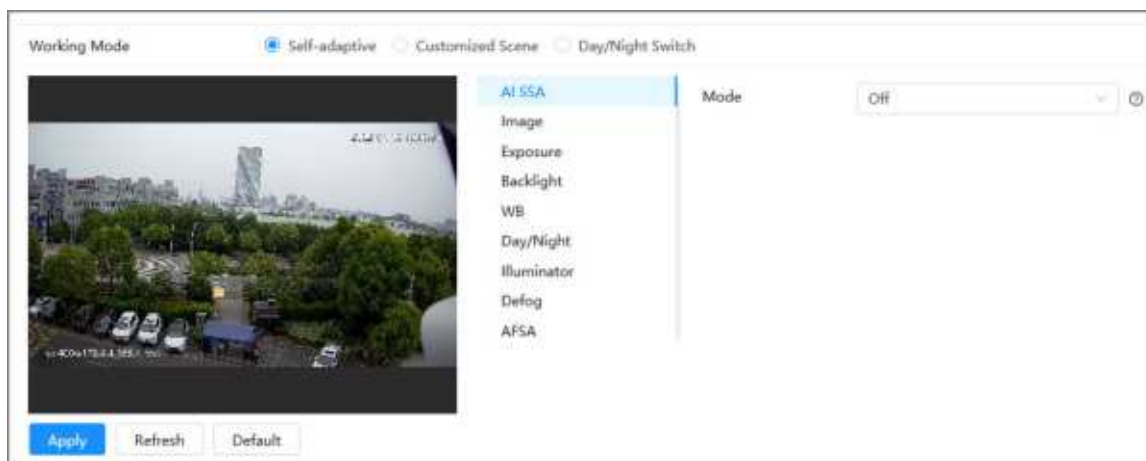 Working Mode Self-adaptive Customized Scene Day/Night Switch
AI SSA
Mode Off
Image
Exposure
Backlight
WB
Day/Night
Illuminator
Defog
AFSA
Apply Refresh Default